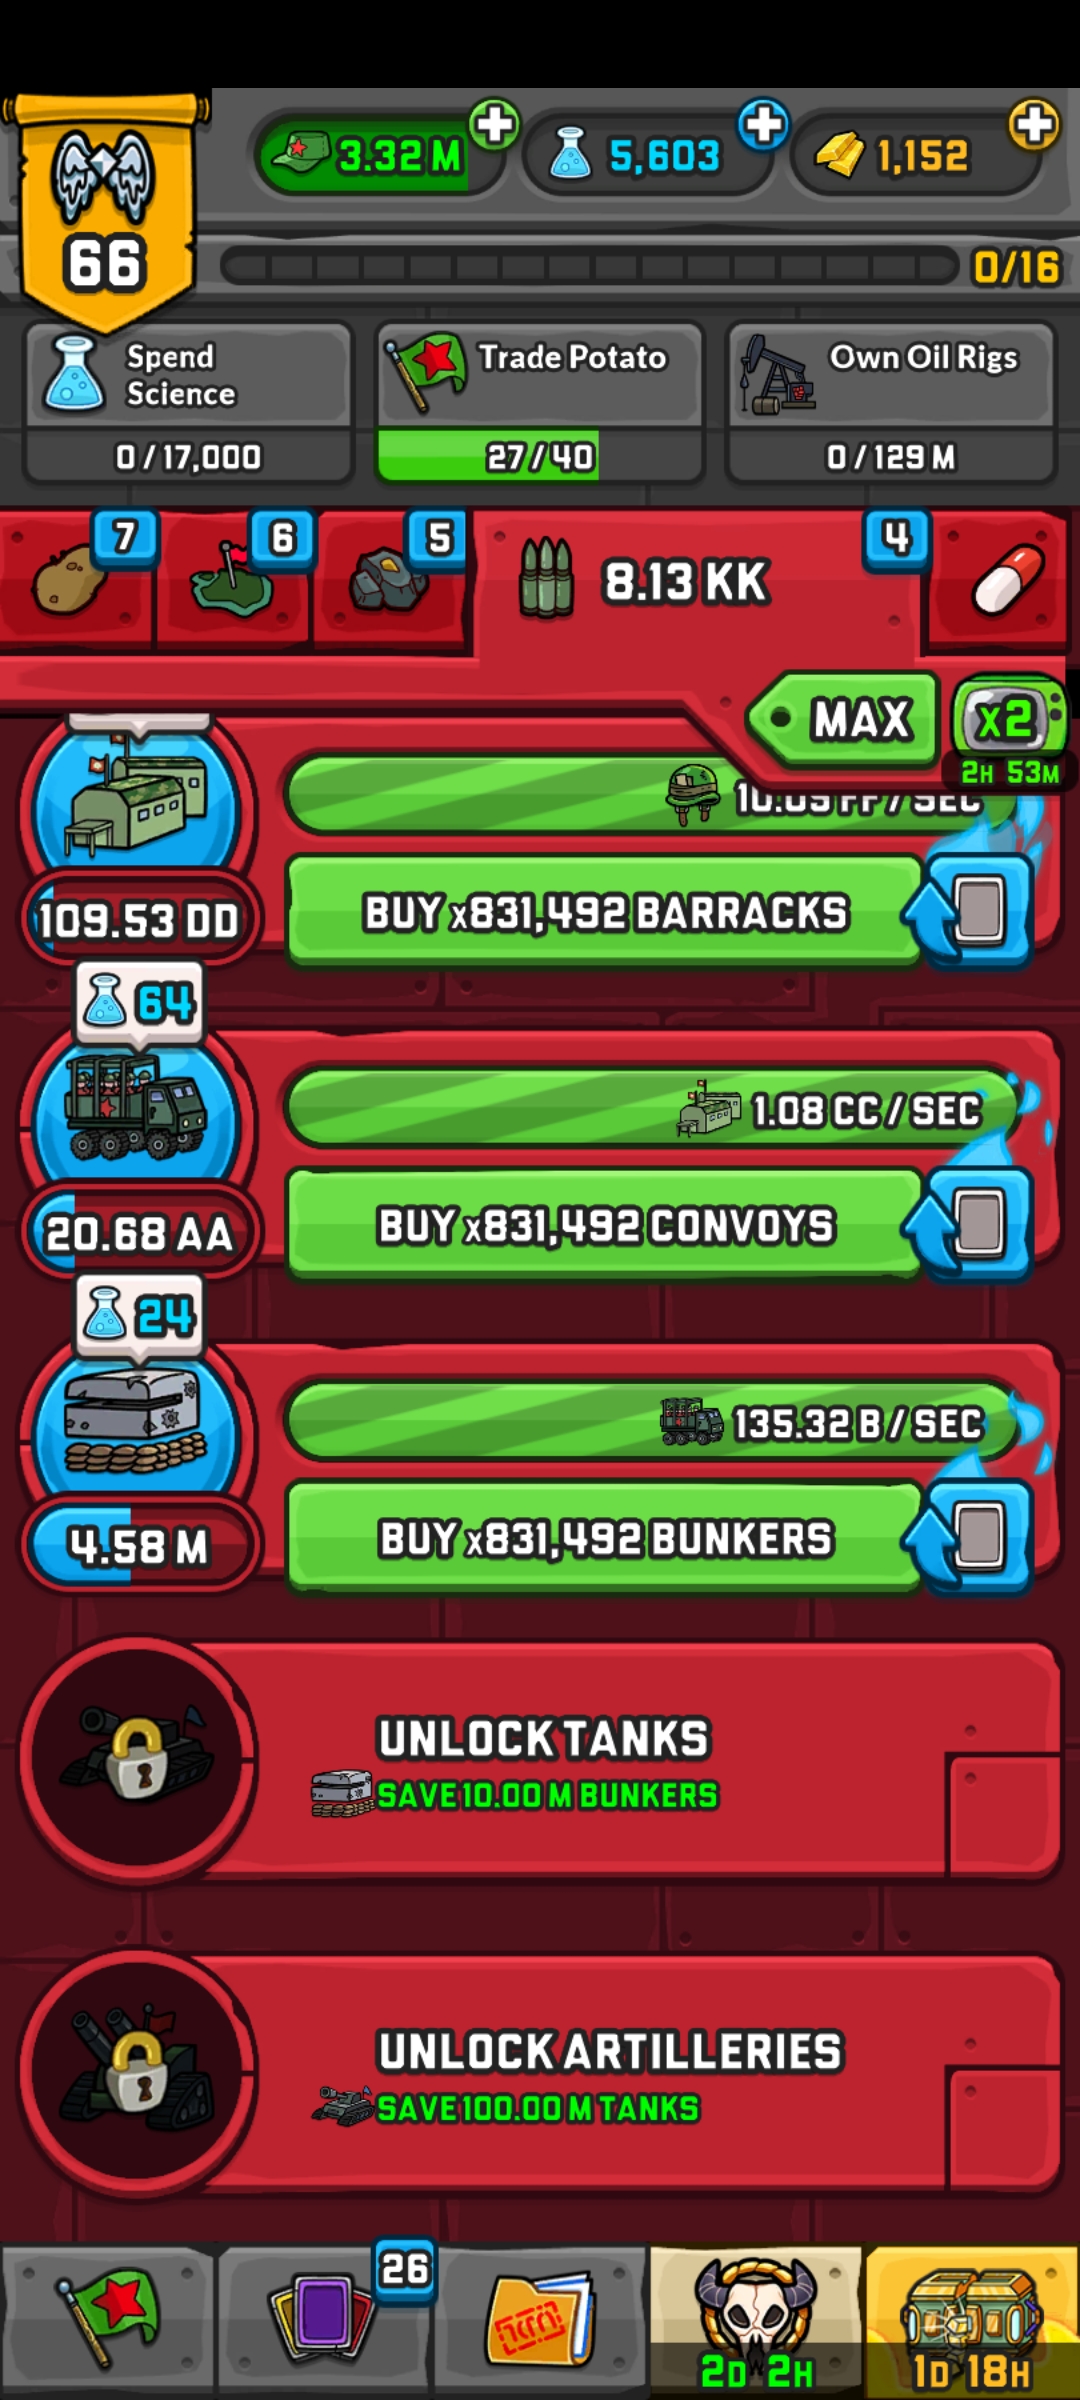 3.32 M
5,603
1,152
66
0/16
Spend
Science
0 / 17,000
Trade Potato
27 / 40
Own Oil Rigs
0 / 129 M
7
6
5
8.13 KK
4
MAX
x2
2H 53M
10.05 FF / SEC
BUY x831,492 BARRACKS
109.53 DD
64
1.08 CC / SEC
BUY x831,492 CONVOYS
20.68 AA
24
135.32 B / SEC
BUY x831,492 BUNKERS
4.58 M
UNLOCK TANKS
SAVE 10.00 M BUNKERS
UNLOCK ARTILLERIES
SAVE 100.00 M TANKS
26
2D 2H
1D 18H